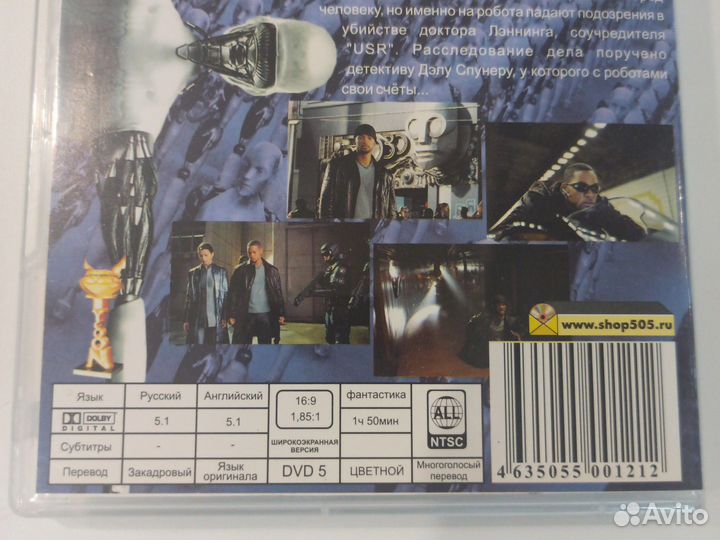 человеку, но именно на робота падают подозрения в
убийстве доктора Лэннинга, соучредителя
"USR". Расследование дела поручено
детективу Дэлу Спунеру, у которого с роботами
свои счёты...
TYCOON
www.shop505.ru
Язык Русский Английский 16:9 фантастика
DOLBY DIGITAL 5.1 5.1 1,85:1 1ч 50мин ALL
Субтитры - - ШИРОКОЭКРАННАЯ ВЕРСИЯ NTSC
Перевод Закадровый Язык оригинала DVD 5 ЦВЕТНОЙ Многоголосый перевод
4 635055 001212
Avito